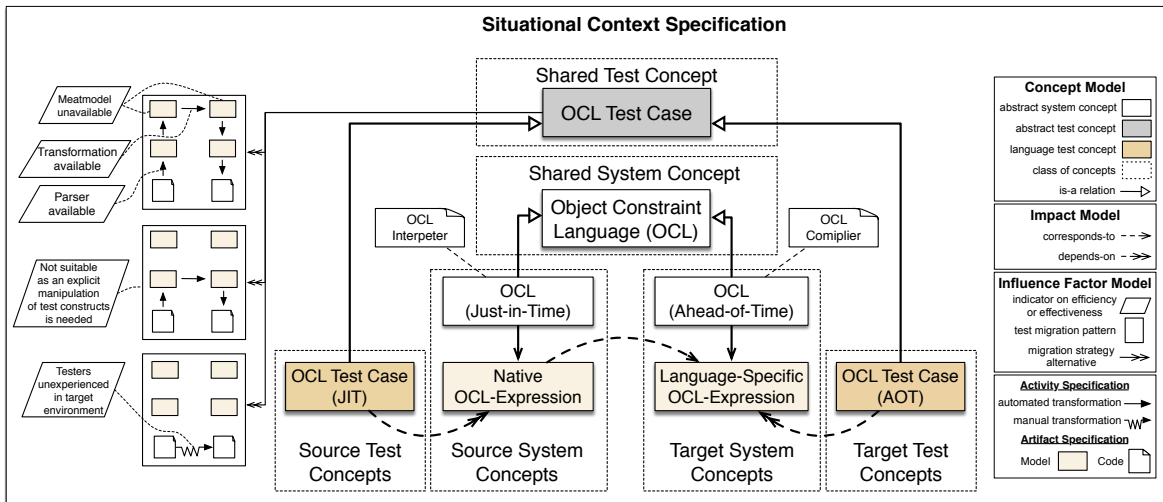 Situational Context Specification
Meatmodel
unavailable
Transformation
available
Parser
available
Not suitable
as an explicit
manipulation
of test constructs
is needed
Testers
unexperienced
in target
environment
Shared Test Concept
OCL Test Case
Shared System Concept
Object Constraint
Language (OCL)
OCL
Interpeter
OCL
Comiplier
OCL
(Just-in-Time)
OCL
(Ahead-of-Time)
OCL Test Case
(JIT)
Native
OCL-Expression
Language-Specific
OCL-Expression
OCL Test Case
(AOT)
Source Test
Concepts
Source System
Concepts
Target System
Concepts
Target Test
Concepts
Concept Model
abstract system concept
abstract test concept
language test concept
class of concepts
is-a relation
Impact Model
corresponds-to
depends-on
Influence Factor Model
indicator on efficiency
or effectiveness
test migration pattern
migration strategy
alternative
Activity Specification
automated transformation
manual transformation
Artifact Specification
Model
Code